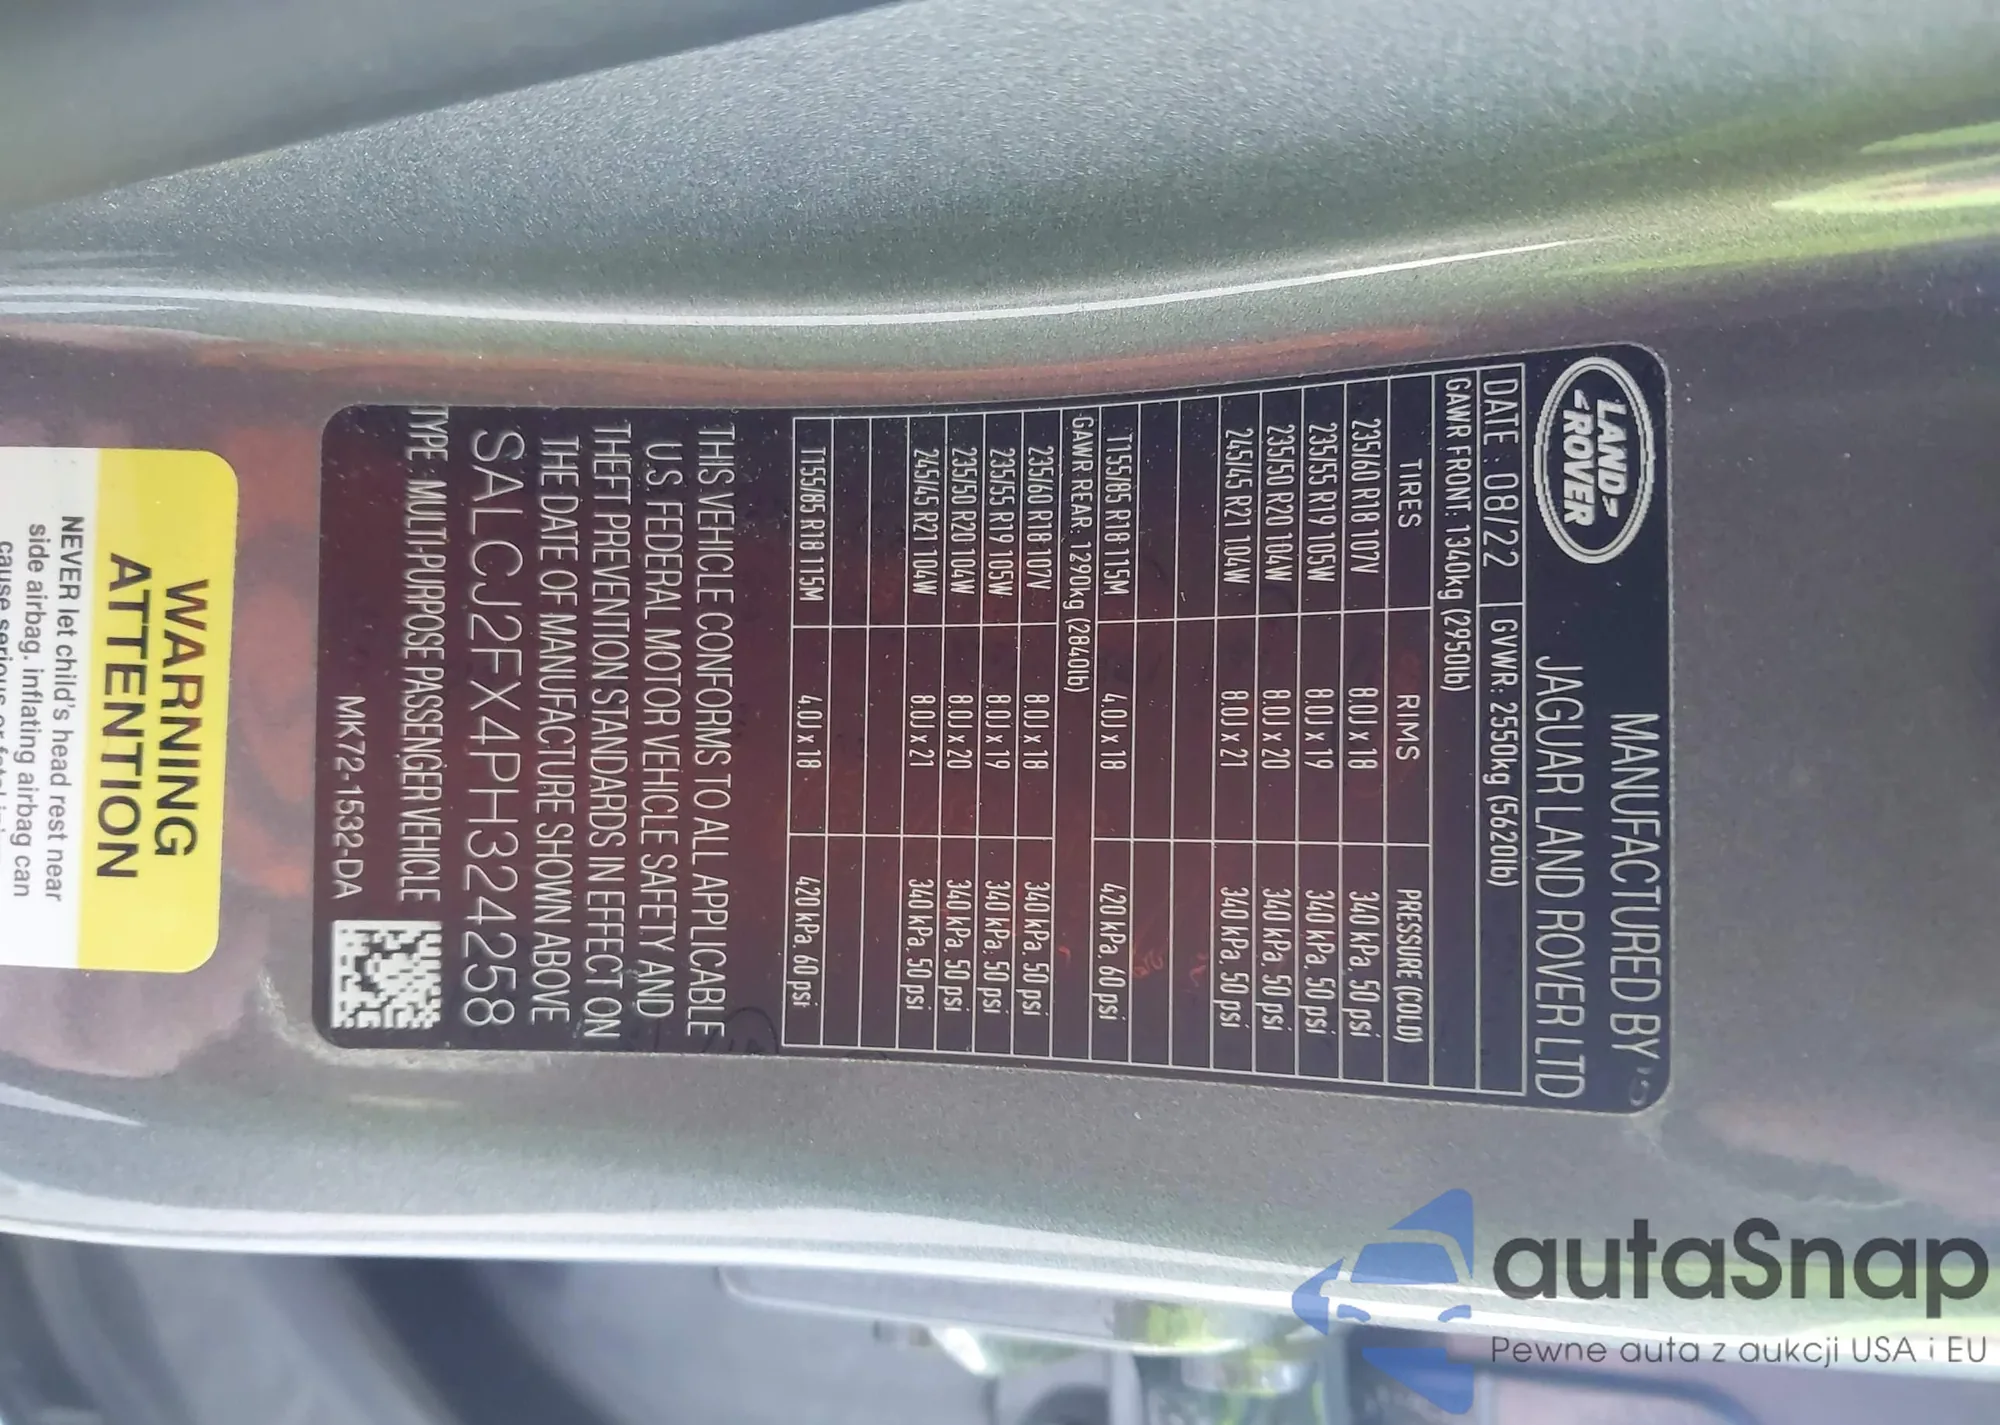 LAND
ROVER
MANUFACTURED BY
JAGUAR LAND ROVER LTD
DATE : 08/22 GVWR: 2550kg (5620lb)
GAWR FRONT: 1340kg (2950lb)
TIRES RIMS PRESSURE (COLD)
235/60 R18 107V 8.0J x 18 340 kPa, 50 psi
235/55 R19 105W 8.0J x 19 340 kPa, 50 psi
235/50 R20 104W 8.0J x 20 340 kPa, 50 psi
245/45 R21 104W 8.0J x 21 340 kPa, 50 psi
T155/85 R18 115M 4.0J x 18 420 kPa, 60 psi
GAWR REAR: 1290kg (2840lb)
235/60 R18 107V 8.0J x 18 340 kPa, 50 psi
235/55 R19 105W 8.0J x 19 340 kPa, 50 psi
235/50 R20 104W 8.0J x 20 340 kPa, 50 psi
245/45 R21 104W 8.0J x 21 340 kPa, 50 psi
T155/85 R18 115M 4.0J x 18 420 kPa, 60 psi
THIS VEHICLE CONFORMS TO ALL APPLICABLE
U.S. FEDERAL MOTOR VEHICLE SAFETY AND
THEFT PREVENTION STANDARDS IN EFFECT ON
THE DATE OF MANUFACTURE SHOWN ABOVE
SALCJ2FX4PH324258
TYPE : MULTI-PURPOSE PASSENGER VEHICLE
MK72-1532-DA
WARNING
ATTENTION
NEVER let child's head rest near
side airbag, inflating airbag can
cause serious or
autaSnap
Pewne auta z aukcji USA i EU